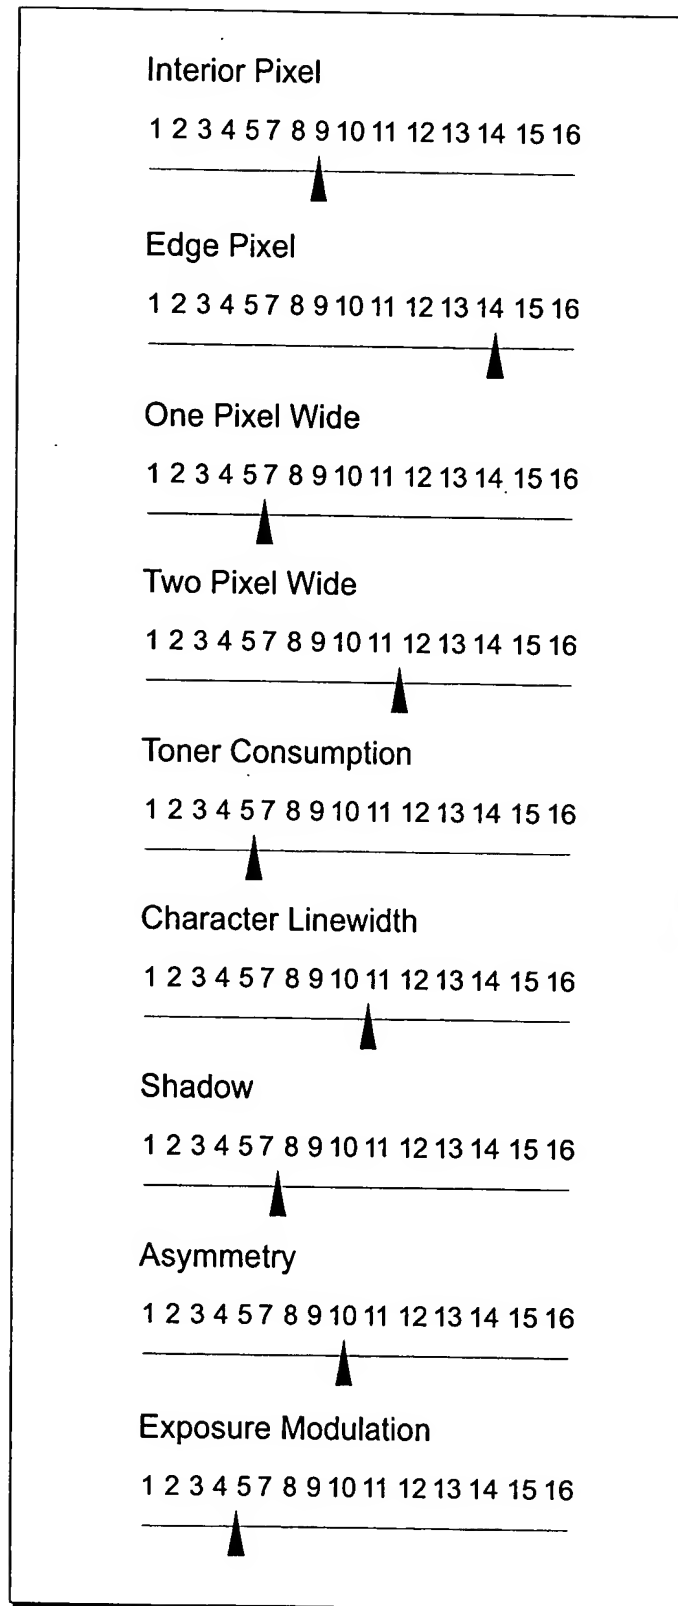 Interior Pixel
1 2 3 4 5 7 8 9 10 11 12 13 14 15 16
Edge Pixel
1 2 3 4 5 7 8 9 10 11 12 13 14 15 16
One Pixel Wide
1 2 3 4 5 7 8 9 10 11 12 13 14 15 16
Two Pixel Wide
1 2 3 4 5 7 8 9 10 11 12 13 14 15 16
Toner Consumption
1 2 3 4 5 7 8 9 10 11 12 13 14 15 16
Character Linewidth
1 2 3 4 5 7 8 9 10 11 12 13 14 15 16
Shadow
1 2 3 4 5 7 8 9 10 11 12 13 14 15 16
Asymmetry
1 2 3 4 5 7 8 9 10 11 12 13 14 15 16
Exposure Modulation
1 2 3 4 5 7 8 9 10 11 12 13 14 15 16